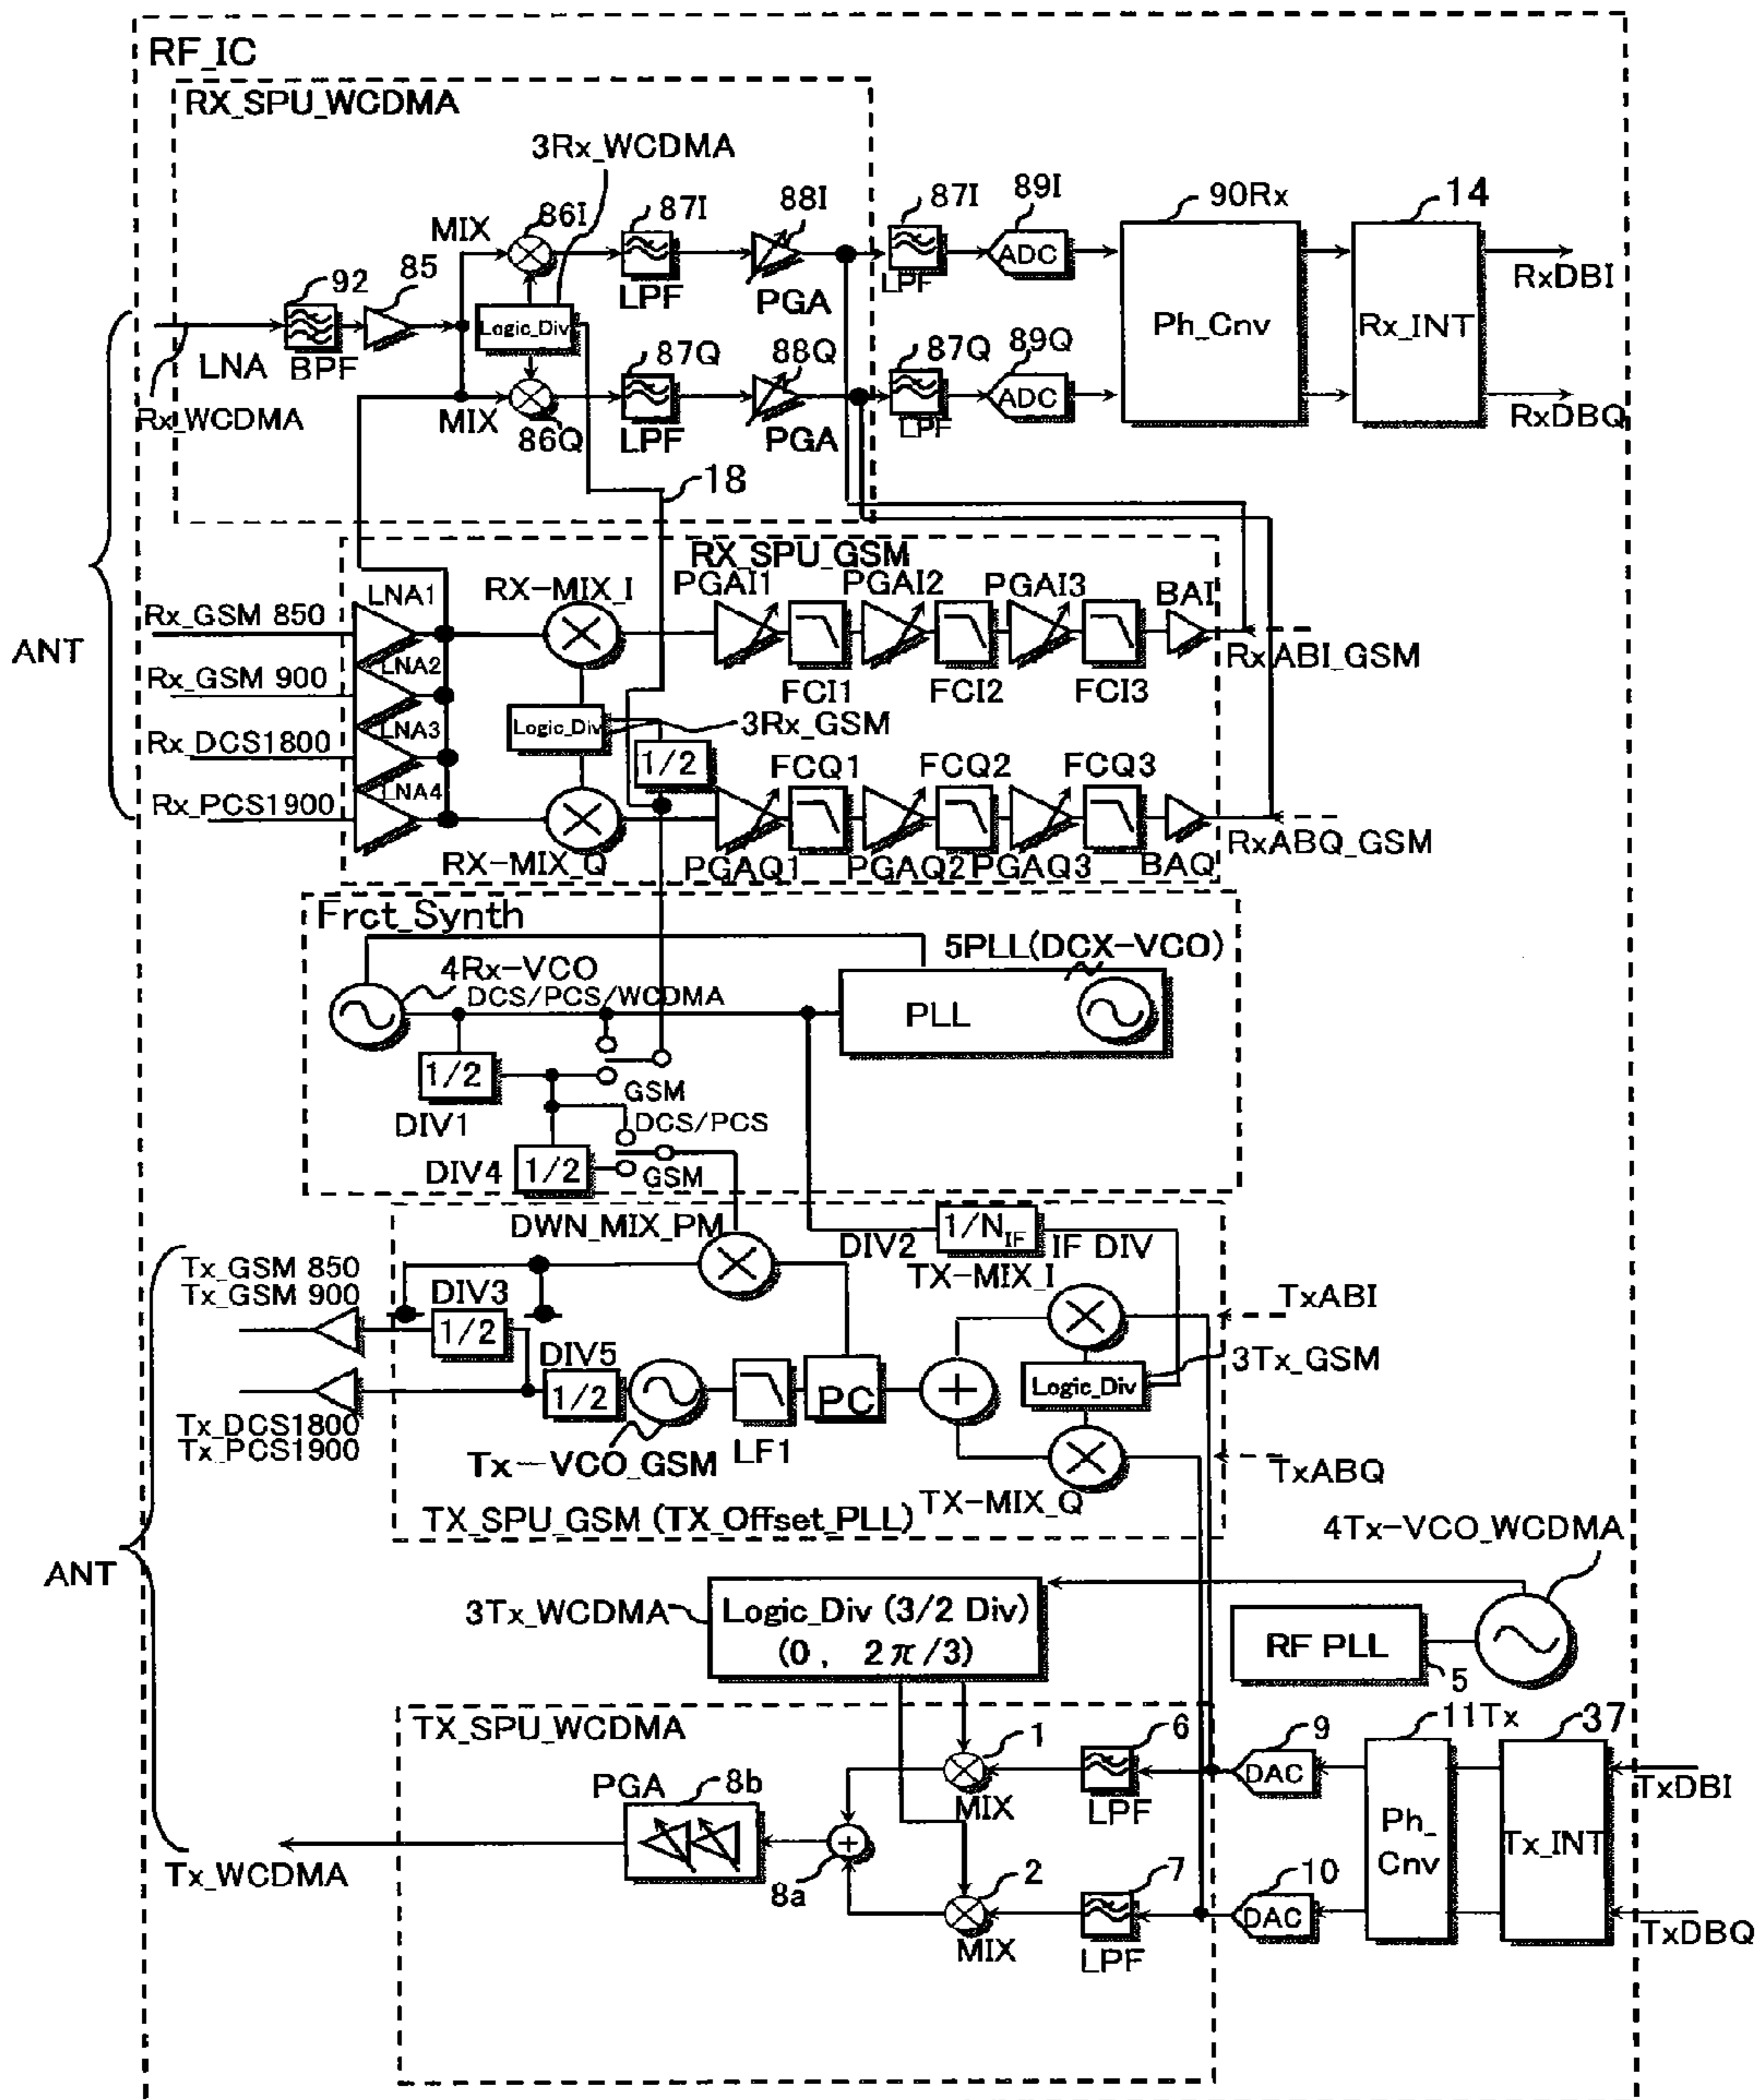 RF_IC
RX_SPU_WCDMA
3Rx_WCDMA
86I 87I 88I 87I 89I 90Rx 14
MIX
LPF PGA LPF ADC
RxDBI
92 85
LNA BPF
Logic_Div
Ph_Cnv Rx_INT
87Q 88Q 87Q 89Q
Rx_WCDMA
MIX 86Q LPF PGA LPF ADC
RxDBQ
18
RX_SPU_GSM
ANT
Rx_GSM 850
Rx_GSM 900
Rx_DCS1800
Rx_PCS1900
LNA1
LNA2
LNA3
LNA4
RX-MIX_I
PGAI1 PGAI2 PGAI3 BAI
FCI1 FCI2 FCI3
RxABI_GSM
Logic_Div
3Rx_GSM
1/2
FCQ1 FCQ2 FCQ3
RX-MIX_Q
PGAQ1 PGAQ2 PGAQ3 BAQ
RxABQ_GSM
Frct_Synth
4Rx-VCO
5PLL(DCX-VCO)
DCS/PCS/WCDMA
PLL
1/2
DIV1
GSM
DCS/PCS
DIV4 1/2
GSM
DWN_MIX_PM
DIV2 1/NIF IF DIV
TX-MIX_I
Tx_GSM 850
Tx_GSM 900
DIV3
1/2
TxABI
DIV5
1/2
PC
+
Logic_Div
3Tx_GSM
Tx_DCS1800
Tx_PCS1900
Tx-VCO_GSM
LF1
TxABQ
TX-MIX_Q
TX_SPU_GSM (TX_Offset_PLL)
4Tx-VCO_WCDMA
ANT
3Tx_WCDMA
Logic_Div (3/2 Div)
(0, 2π/3)
RF PLL
5
TX_SPU_WCDMA
1 6 9 11Tx 37
PGA 8b
MIX LPF DAC
TxDBI
Ph_
Cnv
Tx_INT
Tx_WCDMA
8a +
2 7 10
MIX LPF DAC
TxDBQ